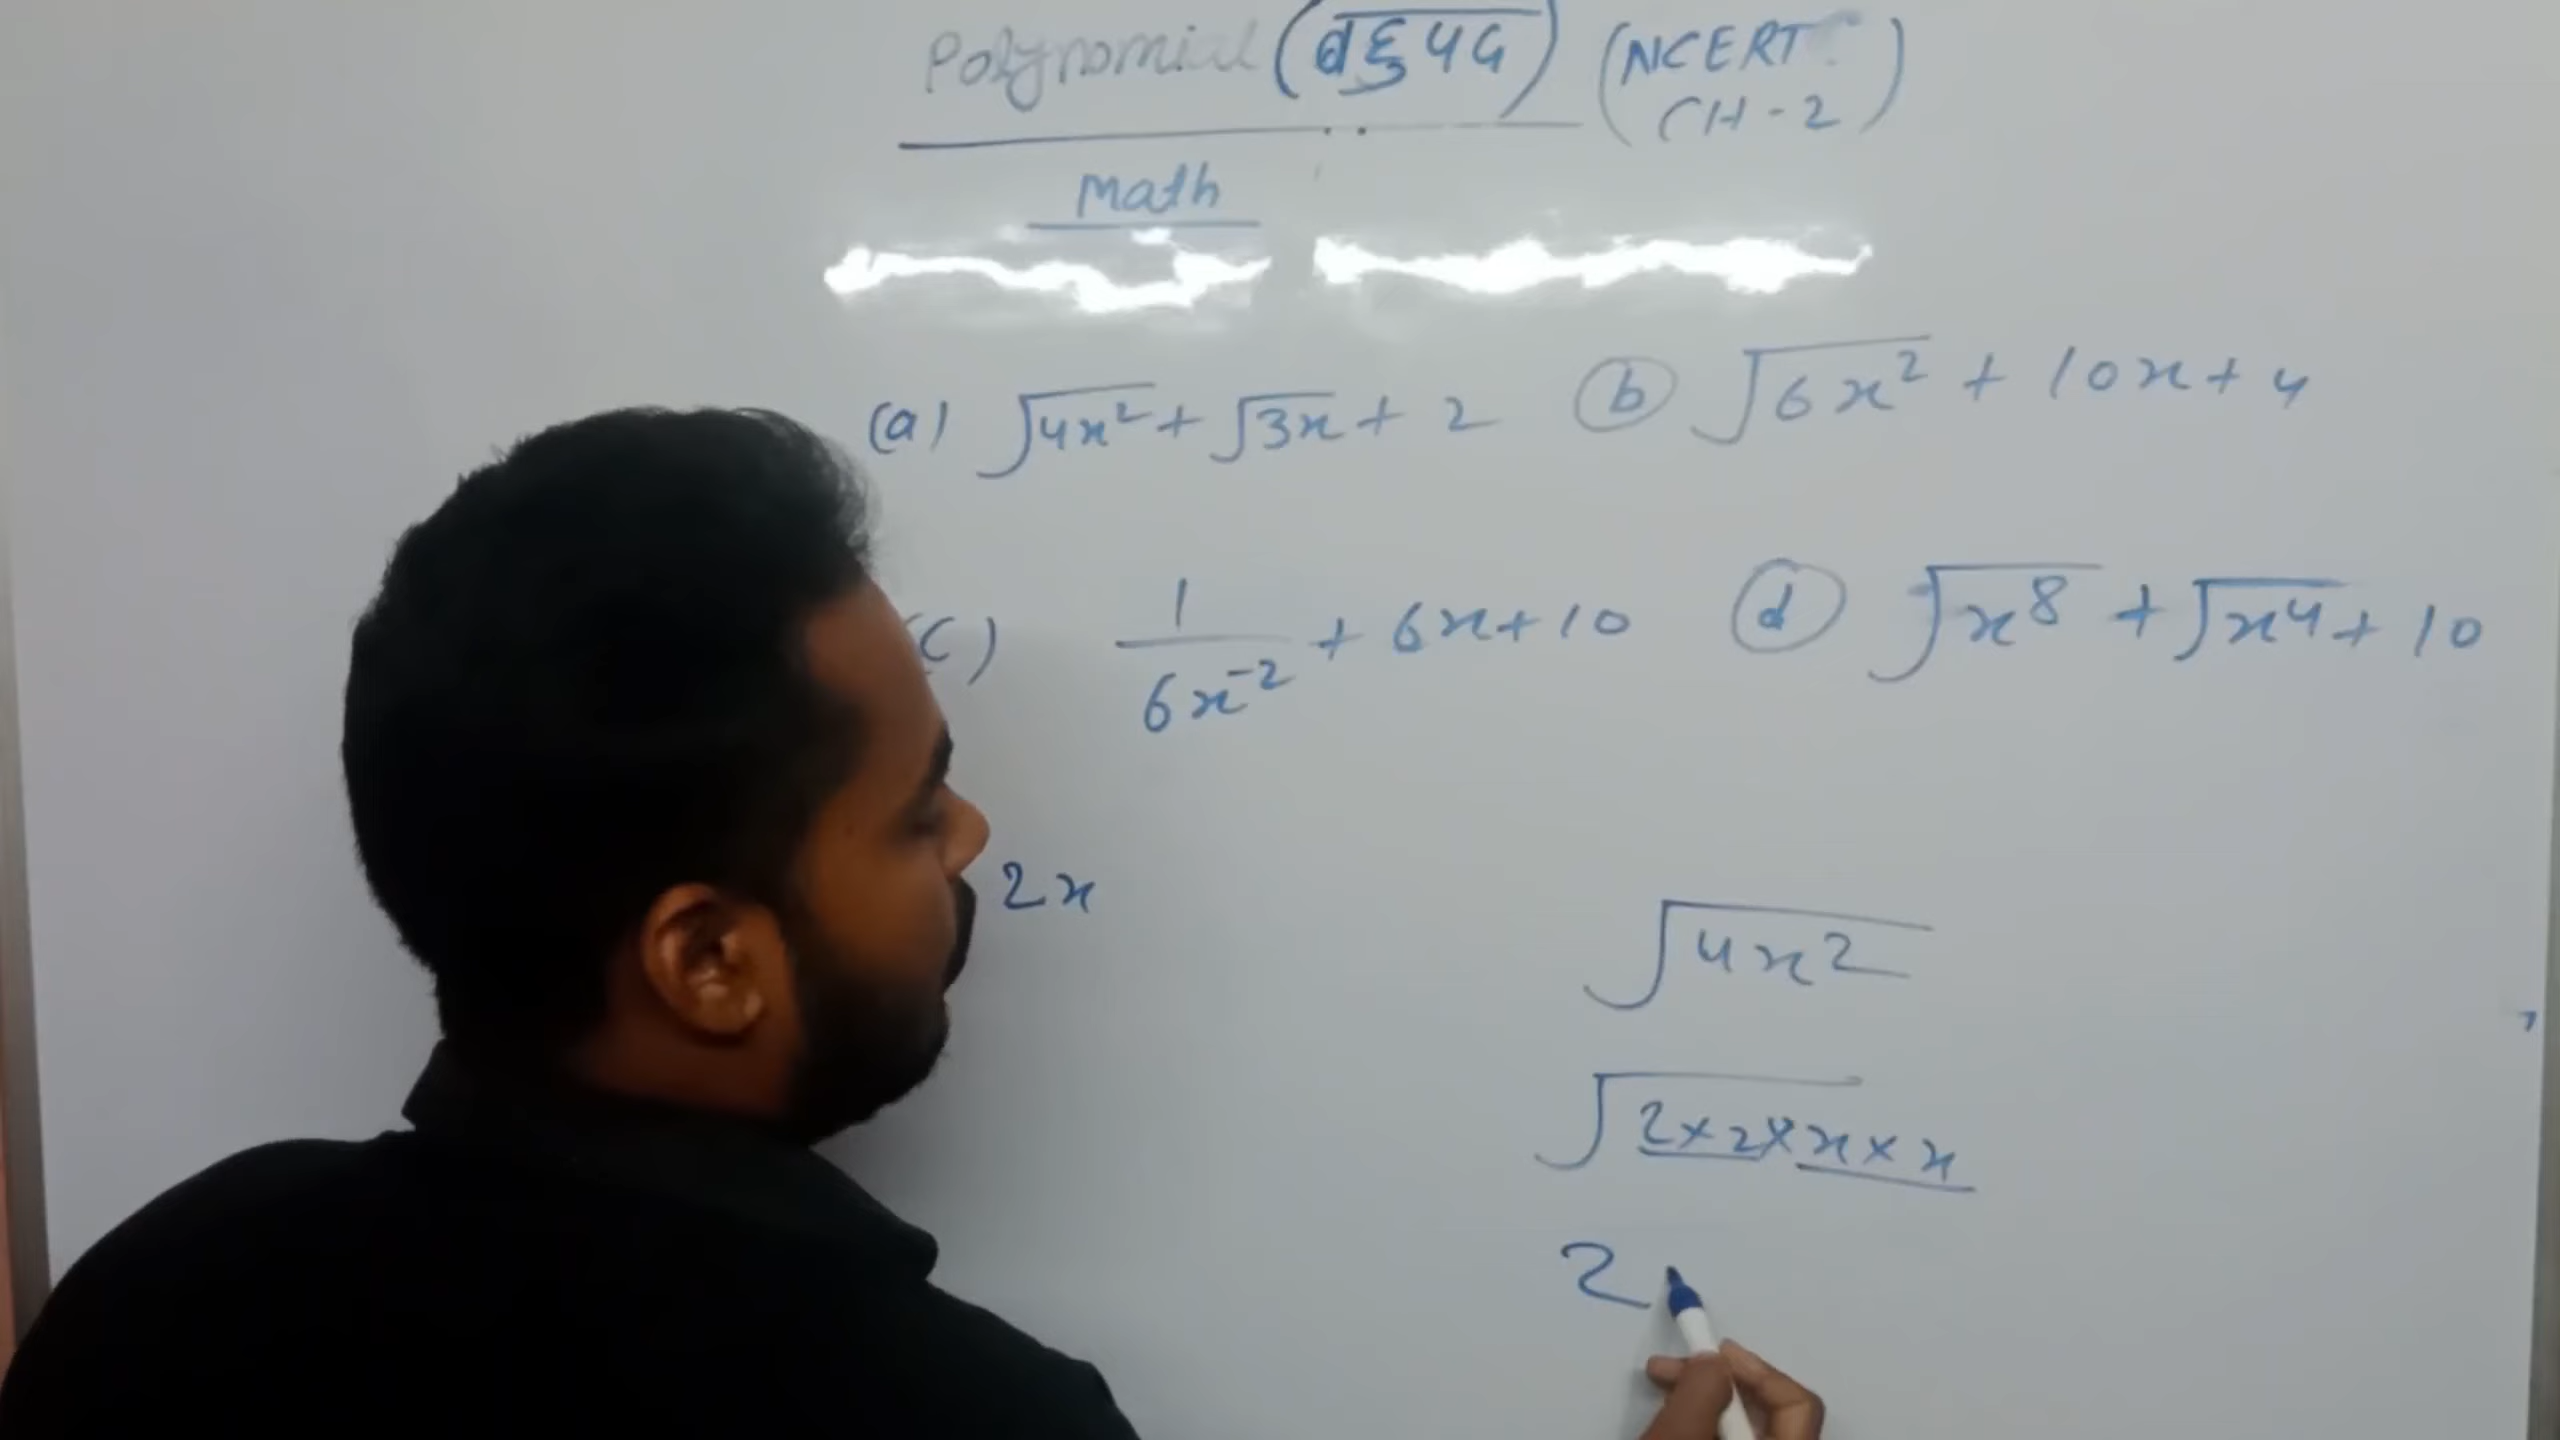 Polynomial (बहुपद) (NCERT CH-2)
Math
(a) √4x² + √3x + 2 (b) √6x² + 10x + 4
(C) 1/6x⁻² + 6x + 10 (d) √x⁸ + √x⁴ + 10
2x
√4x²
√2×2×x×x
2